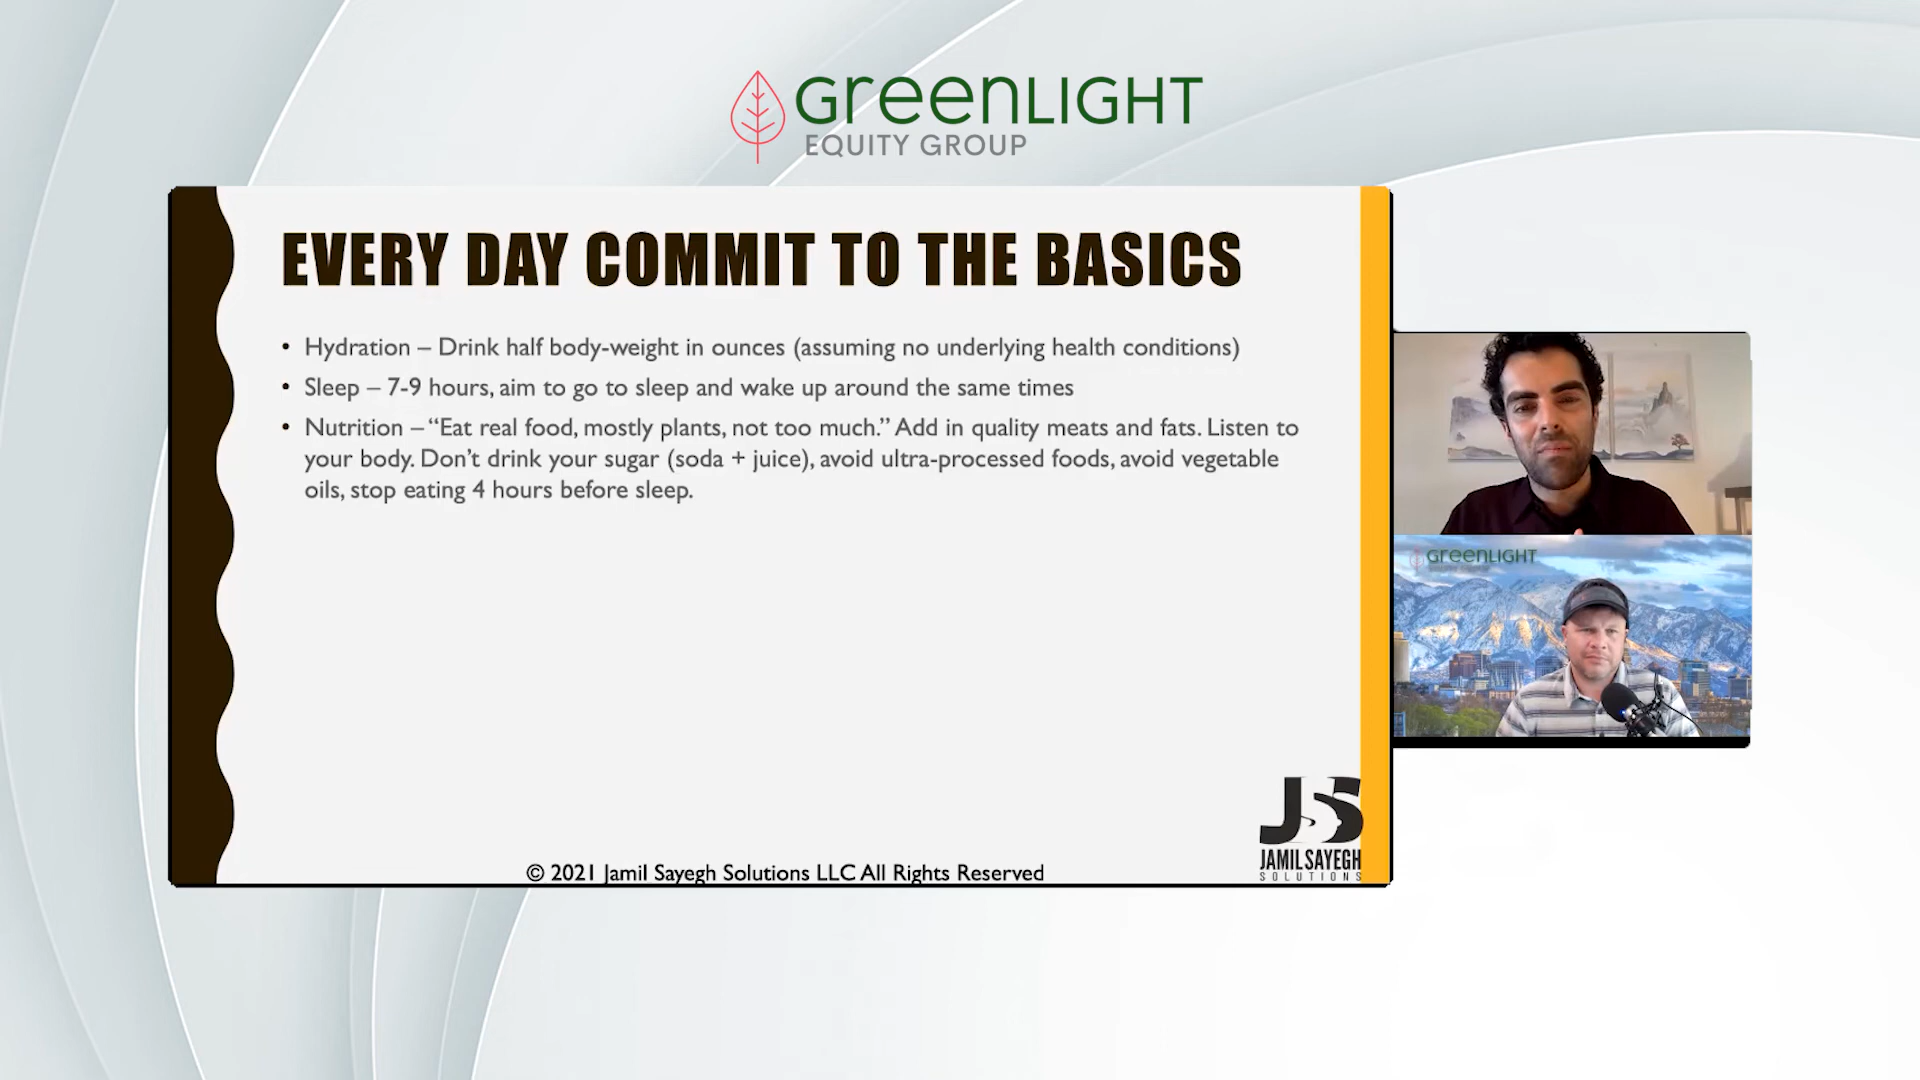 GreenLIGHT
EQUITY GROUP
EVERY DAY COMMIT TO THE BASICS
• Hydration – Drink half body-weight in ounces (assuming no underlying health conditions)
• Sleep – 7-9 hours, aim to go to sleep and wake up around the same times
• Nutrition – “Eat real food, mostly plants, not too much.” Add in quality meats and fats. Listen to
your body. Don’t drink your sugar (soda + juice), avoid ultra-processed foods, avoid vegetable
oils, stop eating 4 hours before sleep.
GreenLIGHT
JSS
JAMIL SAYEGH
SOLUTIONS
© 2021 Jamil Sayegh Solutions LLC All Rights Reserved